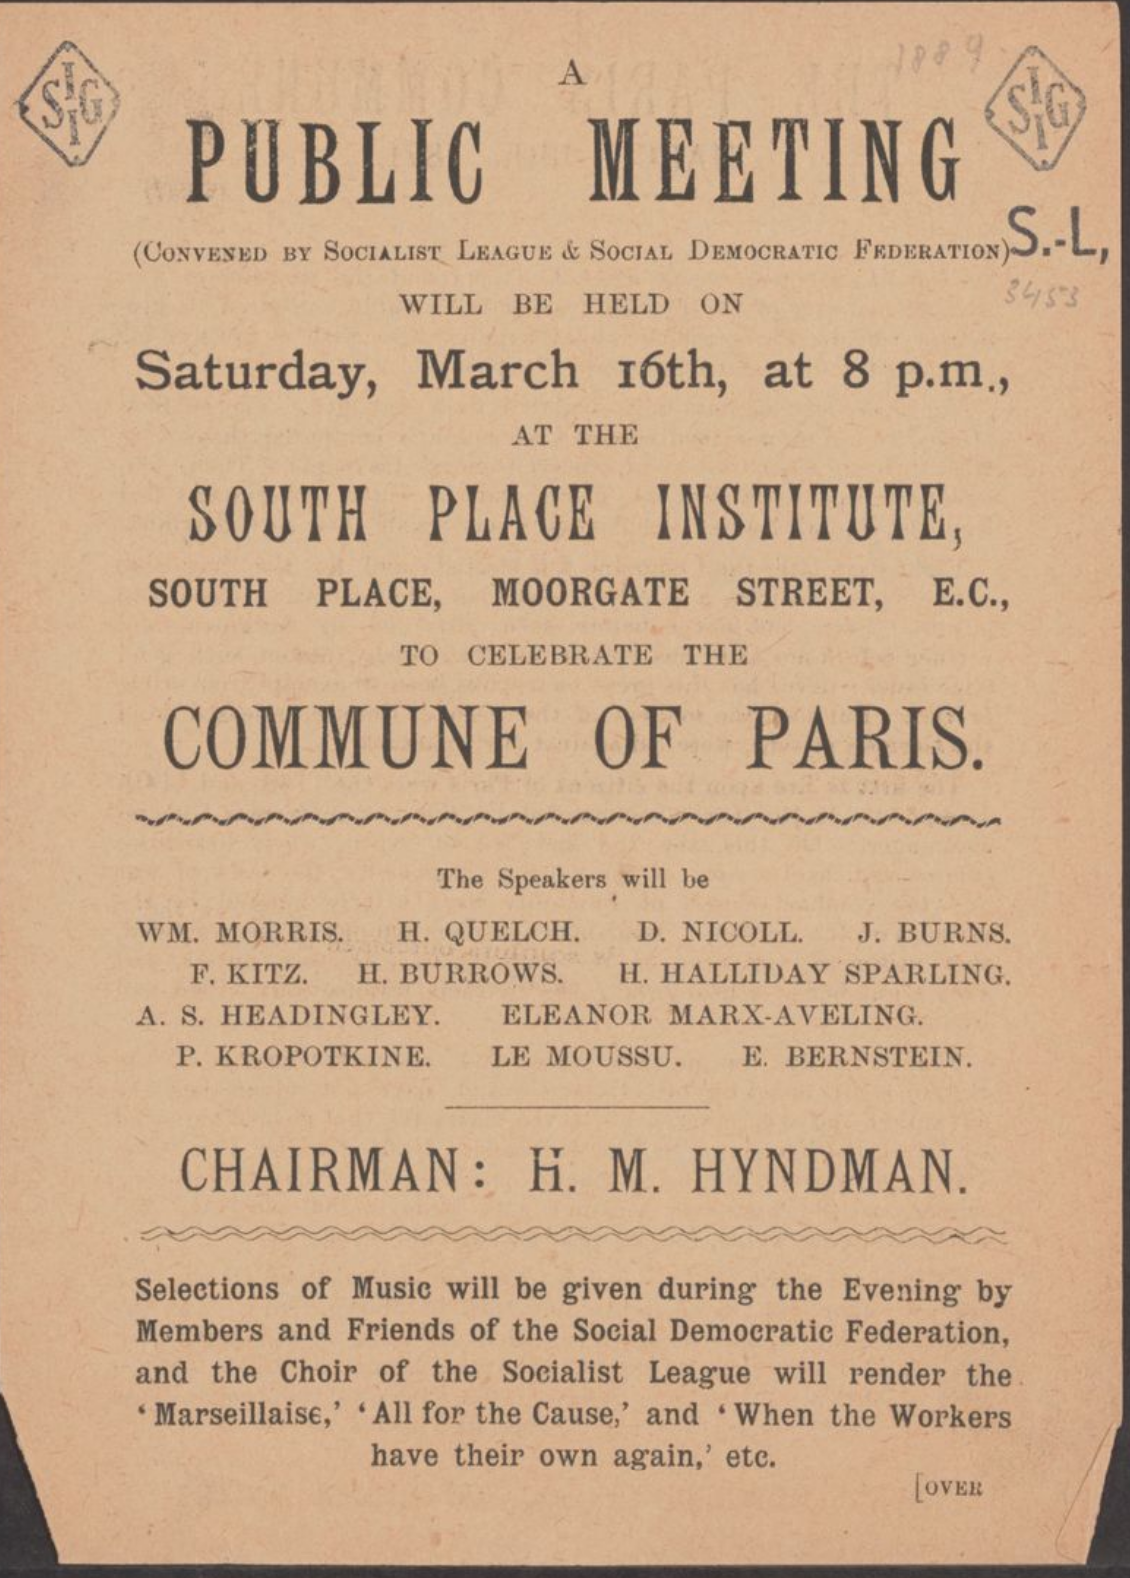 1889
A
SIIG
SIIG
PUBLIC MEETING
(CONVENED BY SOCIALIST LEAGUE & SOCIAL DEMOCRATIC FEDERATION)
S.-L,
3453
WILL BE HELD ON
Saturday, March 16th, at 8 p.m.,
AT THE
SOUTH PLACE INSTITUTE,
SOUTH PLACE, MOORGATE STREET, E.C.,
TO CELEBRATE THE
COMMUNE OF PARIS.
The Speakers will be
WM. MORRIS. H. QUELCH. D. NICOLL. J. BURNS.
F. KITZ. H. BURROWS. H. HALLIDAY SPARLING.
A. S. HEADINGLEY. ELEANOR MARX-AVELING.
P. KROPOTKINE. LE MOUSSU. E. BERNSTEIN.
CHAIRMAN: H. M. HYNDMAN.
Selections of Music will be given during the Evening by
Members and Friends of the Social Democratic Federation,
and the Choir of the Socialist League will render the
‘Marseillaise,’ ‘All for the Cause,’ and ‘When the Workers
have their own again,’ etc.
[OVER